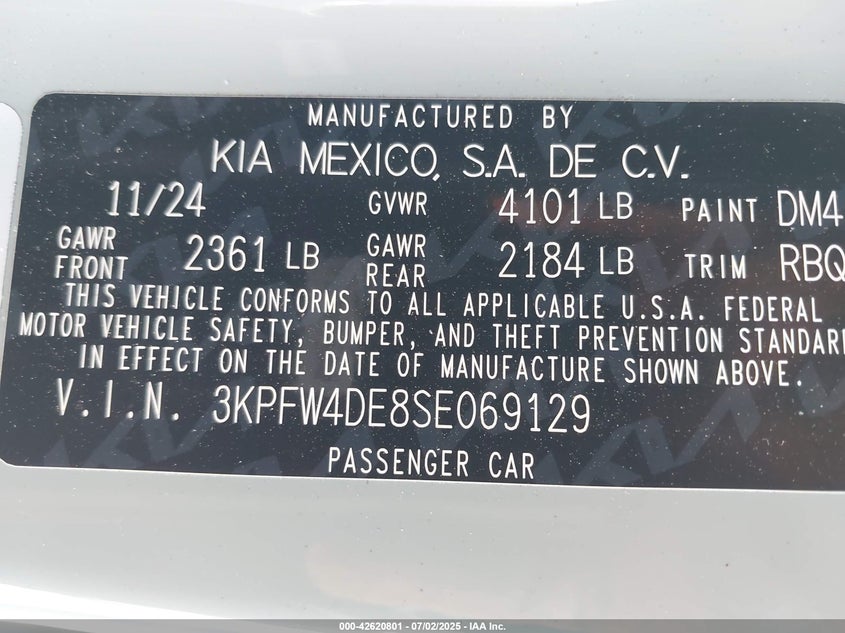 MANUFACTURED BY
KIA MEXICO, S.A. DE C.V.
11/24 GVWR 4101 LB PAINT DM4
GAWR FRONT 2361 LB GAWR REAR 2184 LB TRIM RBQ
THIS VEHICLE CONFORMS TO ALL APPLICABLE U.S.A. FEDERAL
MOTOR VEHICLE SAFETY, BUMPER, AND THEFT PREVENTION STANDAR
IN EFFECT ON THE DATE OF MANUFACTURE SHOWN ABOVE.
V.I.N. 3KPFW4DE8SE069129
PASSENGER CAR
000-42620801 - 07/02/2025 - IAA Inc.